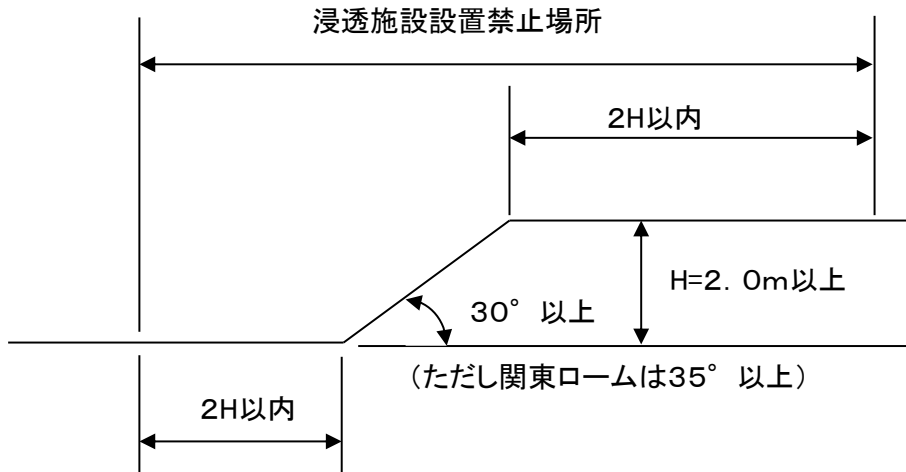 浸透施設設置禁止場所
2H以内
H=2.0m以上
30°以上
(ただし関東ロームは35°以上)
2H以内